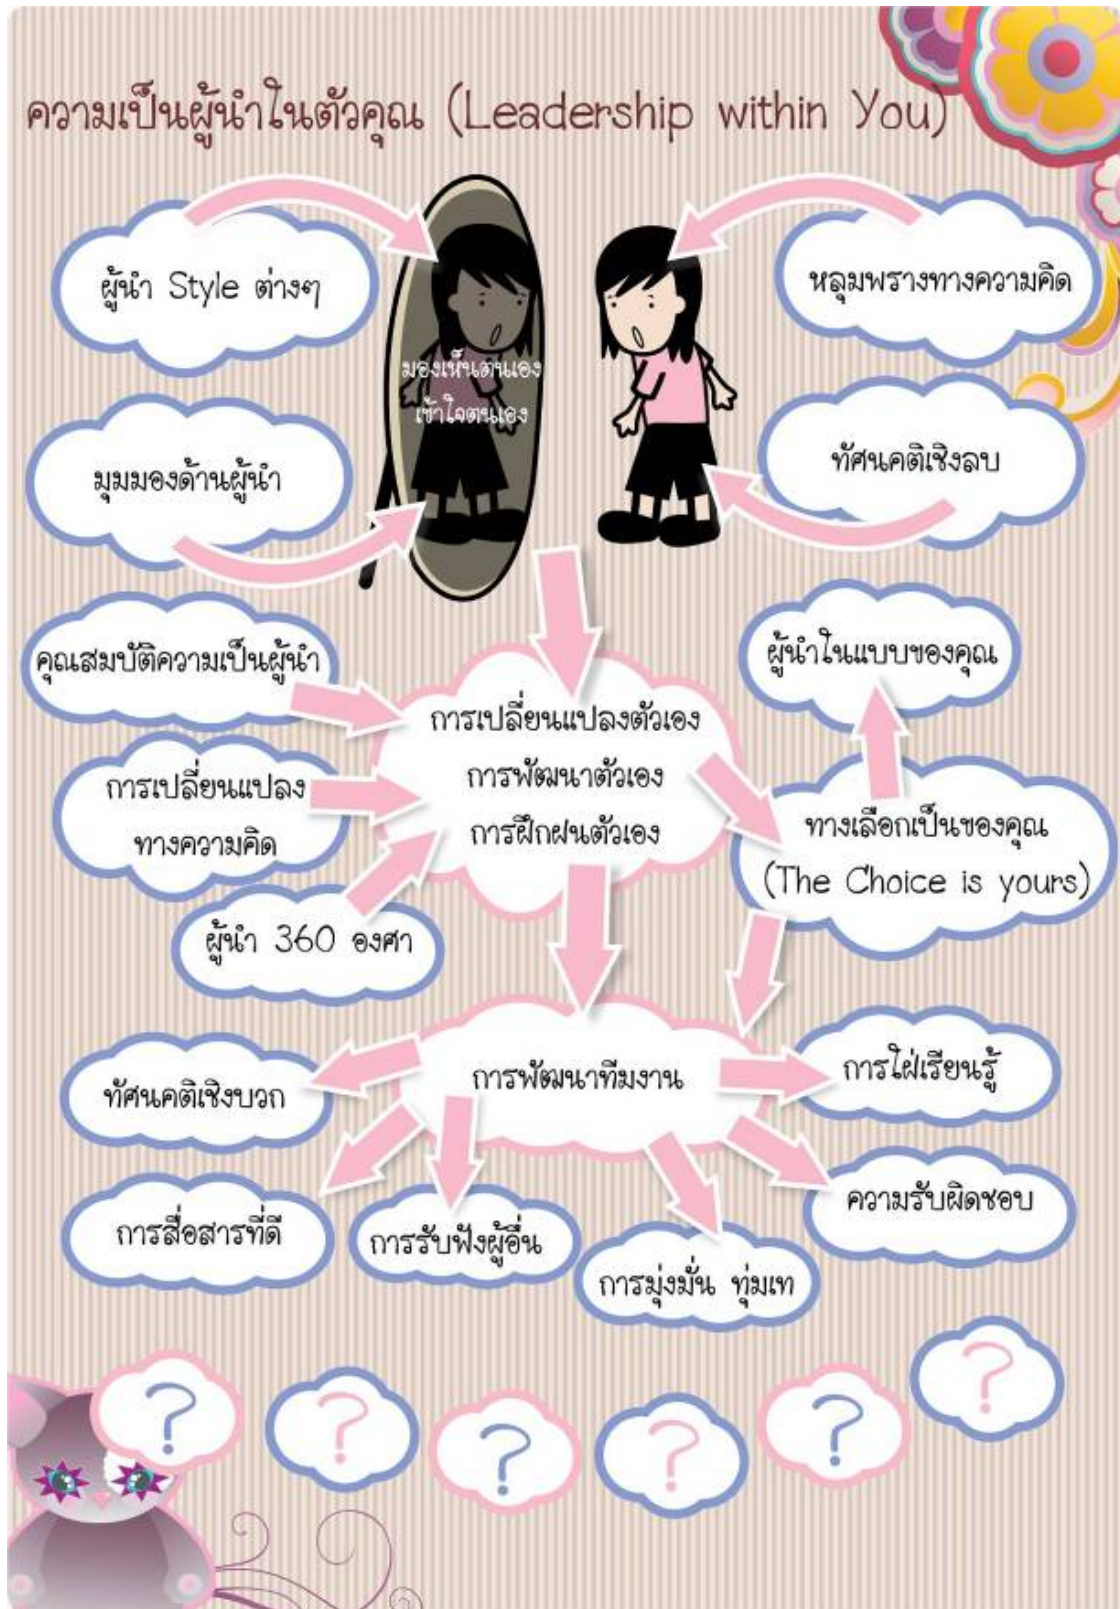 ความเป็นผู้นำในตัวคุณ (Leadership within You)
ผู้นำ Style ต่างๆ
หลุมพรางทางความคิด
มองเห็นตนเอง
เข้าใจตนเอง
มุมมองด้านผู้นำ
ทัศนคติเชิงลบ
คุณสมบัติความเป็นผู้นำ
ผู้นำในแบบของคุณ
การเปลี่ยนแปลงตัวเอง
การพัฒนาตัวเอง
การฝึกฝนตัวเอง
การเปลี่ยนแปลง
ทางความคิด
ทางเลือกเป็นของคุณ
(The Choice is yours)
ผู้นำ 360 องศา
การพัฒนาทีมงาน
ทัศนคติเชิงบวก
การใฝ่เรียนรู้
การสื่อสารที่ดี
การรับฟังผู้อื่น
การมุ่งมั่น ทุ่มเท
ความรับผิดชอบ
? ? ? ? ? ?